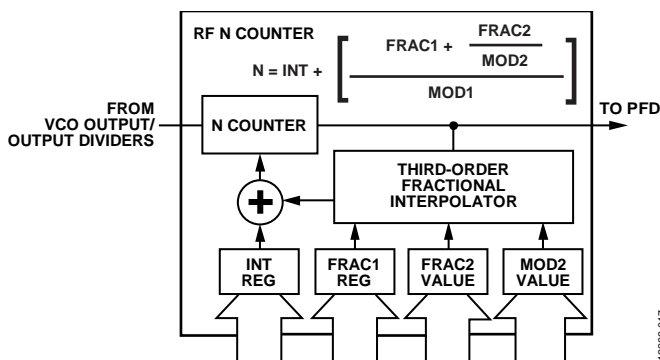 RF N COUNTER
N = INT +
FRAC1 +
FRAC2
MOD2
MOD1
FROM
VCO OUTPUT/
OUTPUT DIVIDERS
N COUNTER
TO PFD
+
THIRD-ORDER
FRACTIONAL
INTERPOLATOR
INT
REG
FRAC1
REG
FRAC2
VALUE
MOD2
VALUE